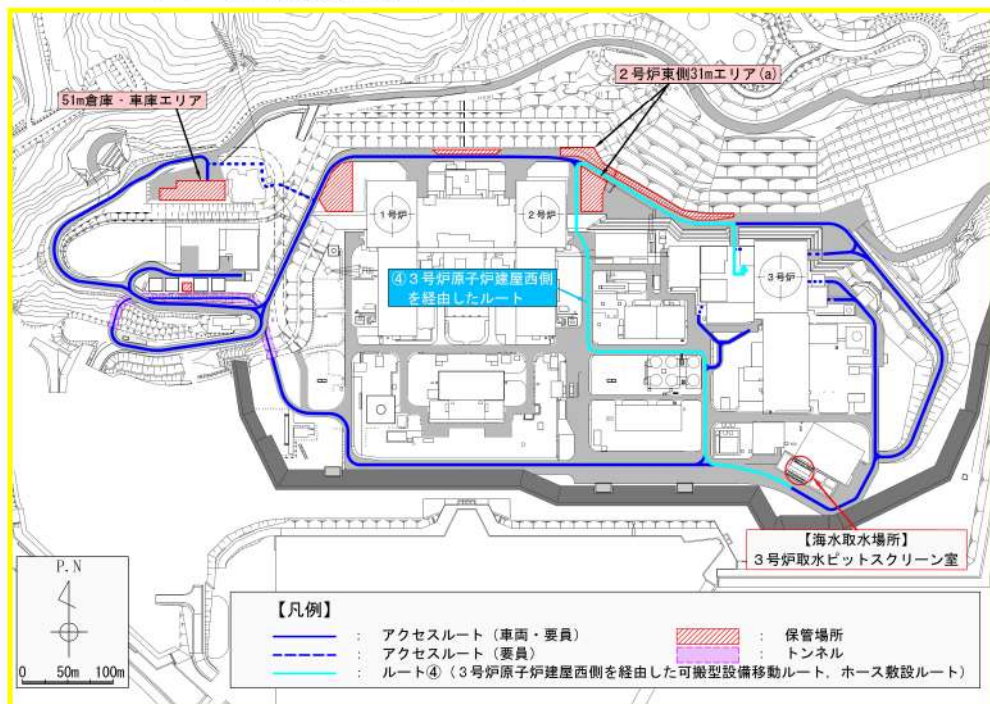 51m倉庫・車庫エリア
2号炉東側31mエリア(a)
1号炉
2号炉
3号炉
④3号炉原子炉建屋西側
を経由したルート
【海水取水場所】
3号炉取水ピットスクリーン室
P.N
0 50m 100m
【凡例】
: アクセスルート（車両・要員）
: アクセスルート（要員）
: ルート④（3号炉原子炉建屋西側を経由した可搬型設備移動ルート，ホース敷設ルート）
: 保管場所
: トンネル